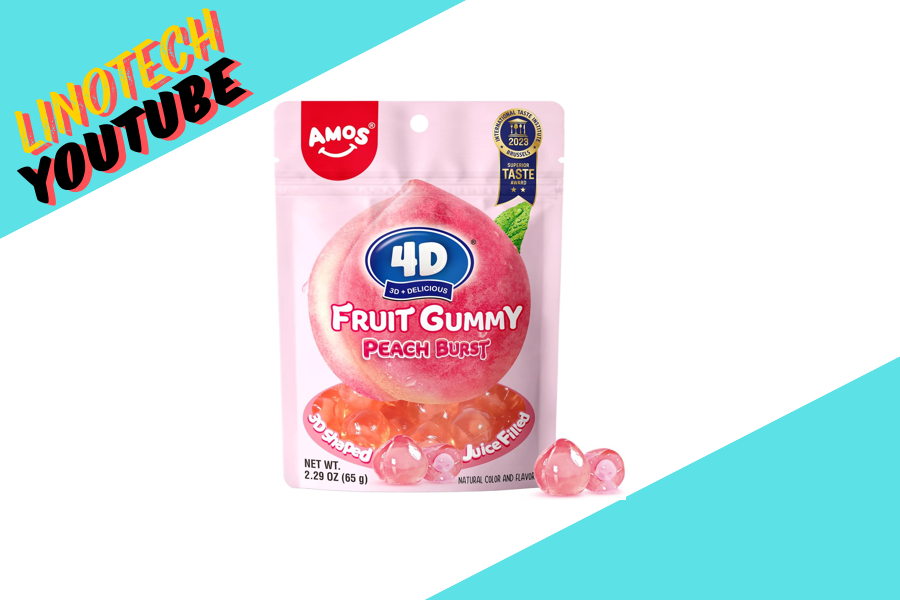 LINOTECH
YOUTUBE
AMOS®
INTERNATIONAL TASTE INSTITUTE
2023
BRUSSELS
SUPERIOR
TASTE
AWARD
4D®
3D + DELICIOUS
FRUIT GUMMY
PEACH BURST
3D Shaped
Juice Filled
NET WT.
2.29 OZ (65 g)
NATURAL COLOR AND FLAVOR